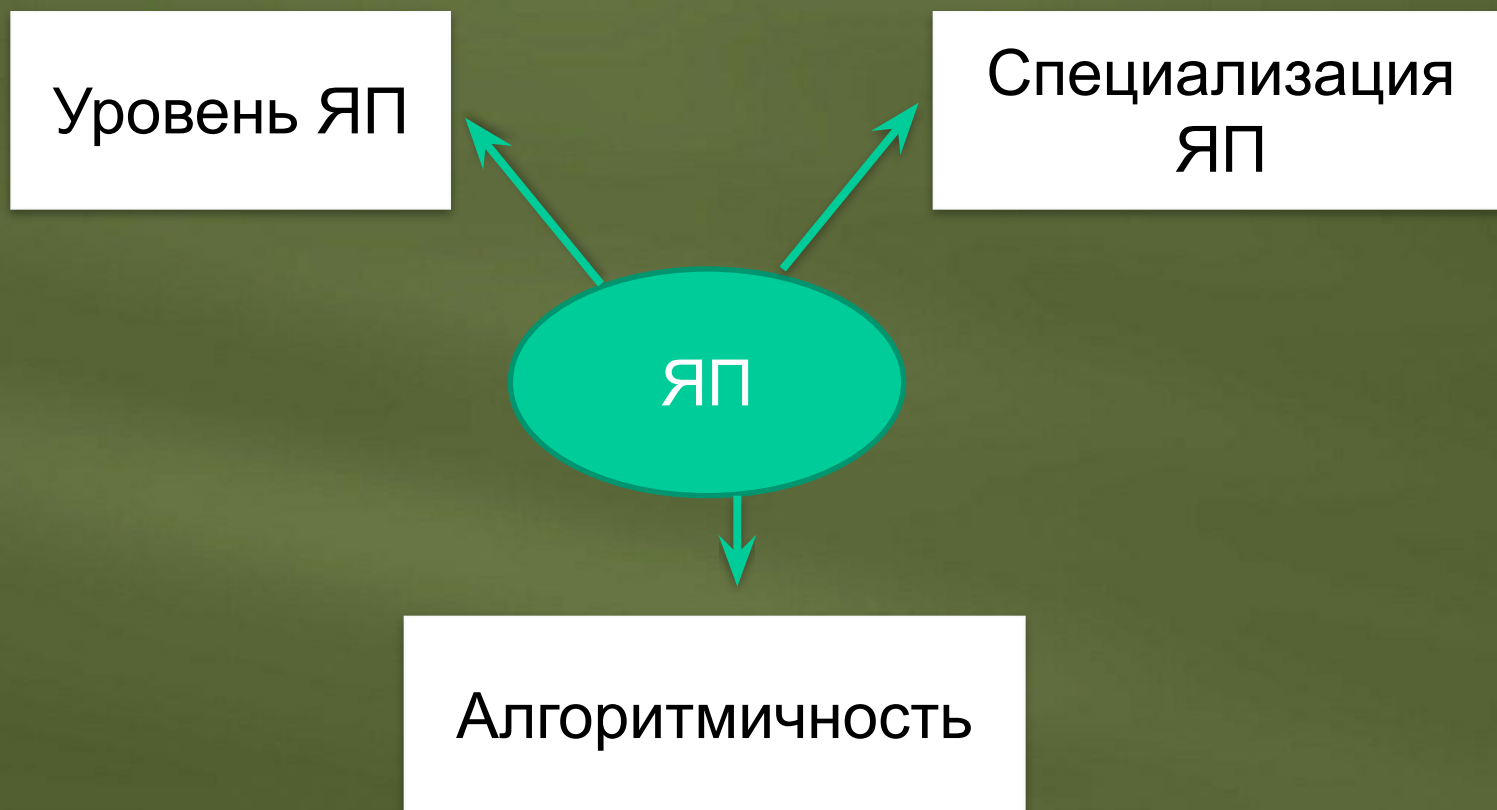 Уровень ЯП
Специализация
ЯП
ЯП
Алгоритмичность